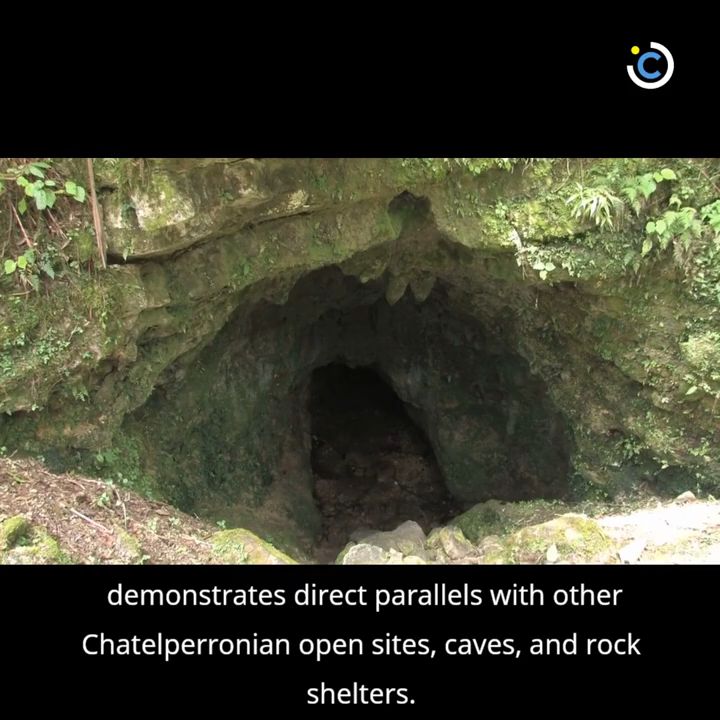 C
demonstrates direct parallels with other
Chatelperronian open sites, caves, and rock
shelters.